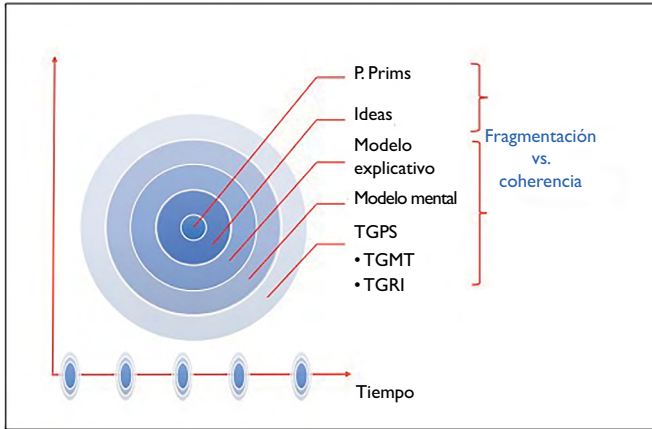 P. Prims
Ideas
Modelo
explicativo
Modelo mental
TGPS
• TGMT
• TGRI
Fragmentación
vs.
coherencia
Tiempo